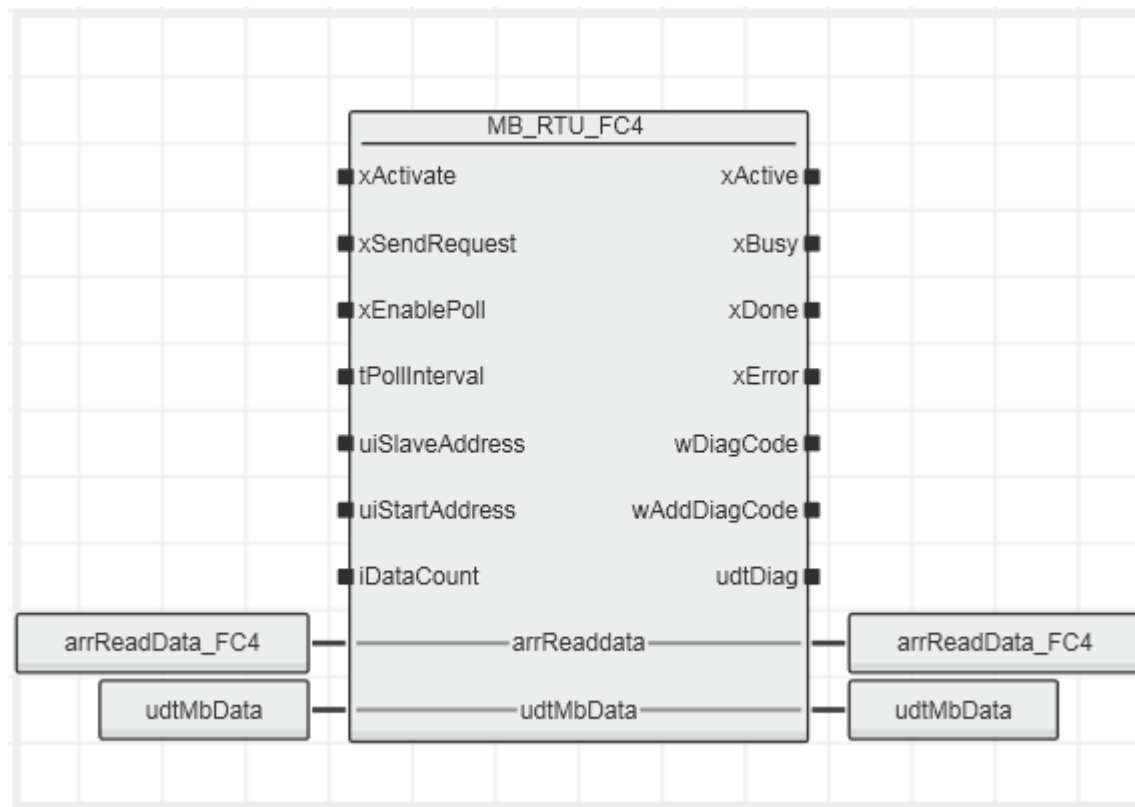 MB_RTU_FC4
xActivate xActive
xSendRequest xBusy
xEnablePoll xDone
tPollInterval xError
uiSlaveAddress wDiagCode
uiStartAddress wAddDiagCode
iDataCount udtDiag
arrReadData_FC4 arrReaddata arrReadData_FC4
udtMbData udtMbData udtMbData